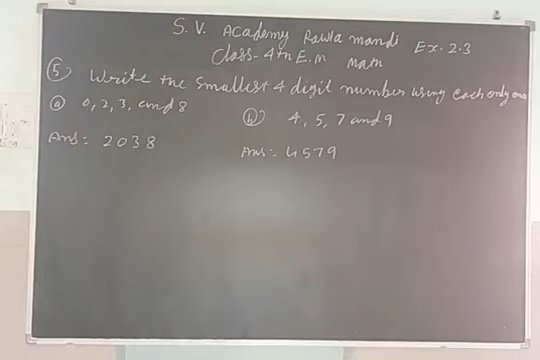 S. V. Academy Rawla mandi Ex. 2.3
Class- 4th E.m Math
5 Write the smallest 4 digit number using each only once
a 0, 2, 3, and 8
b 4, 5, 7 and 9
Ans: 2038
Ans:- 4579